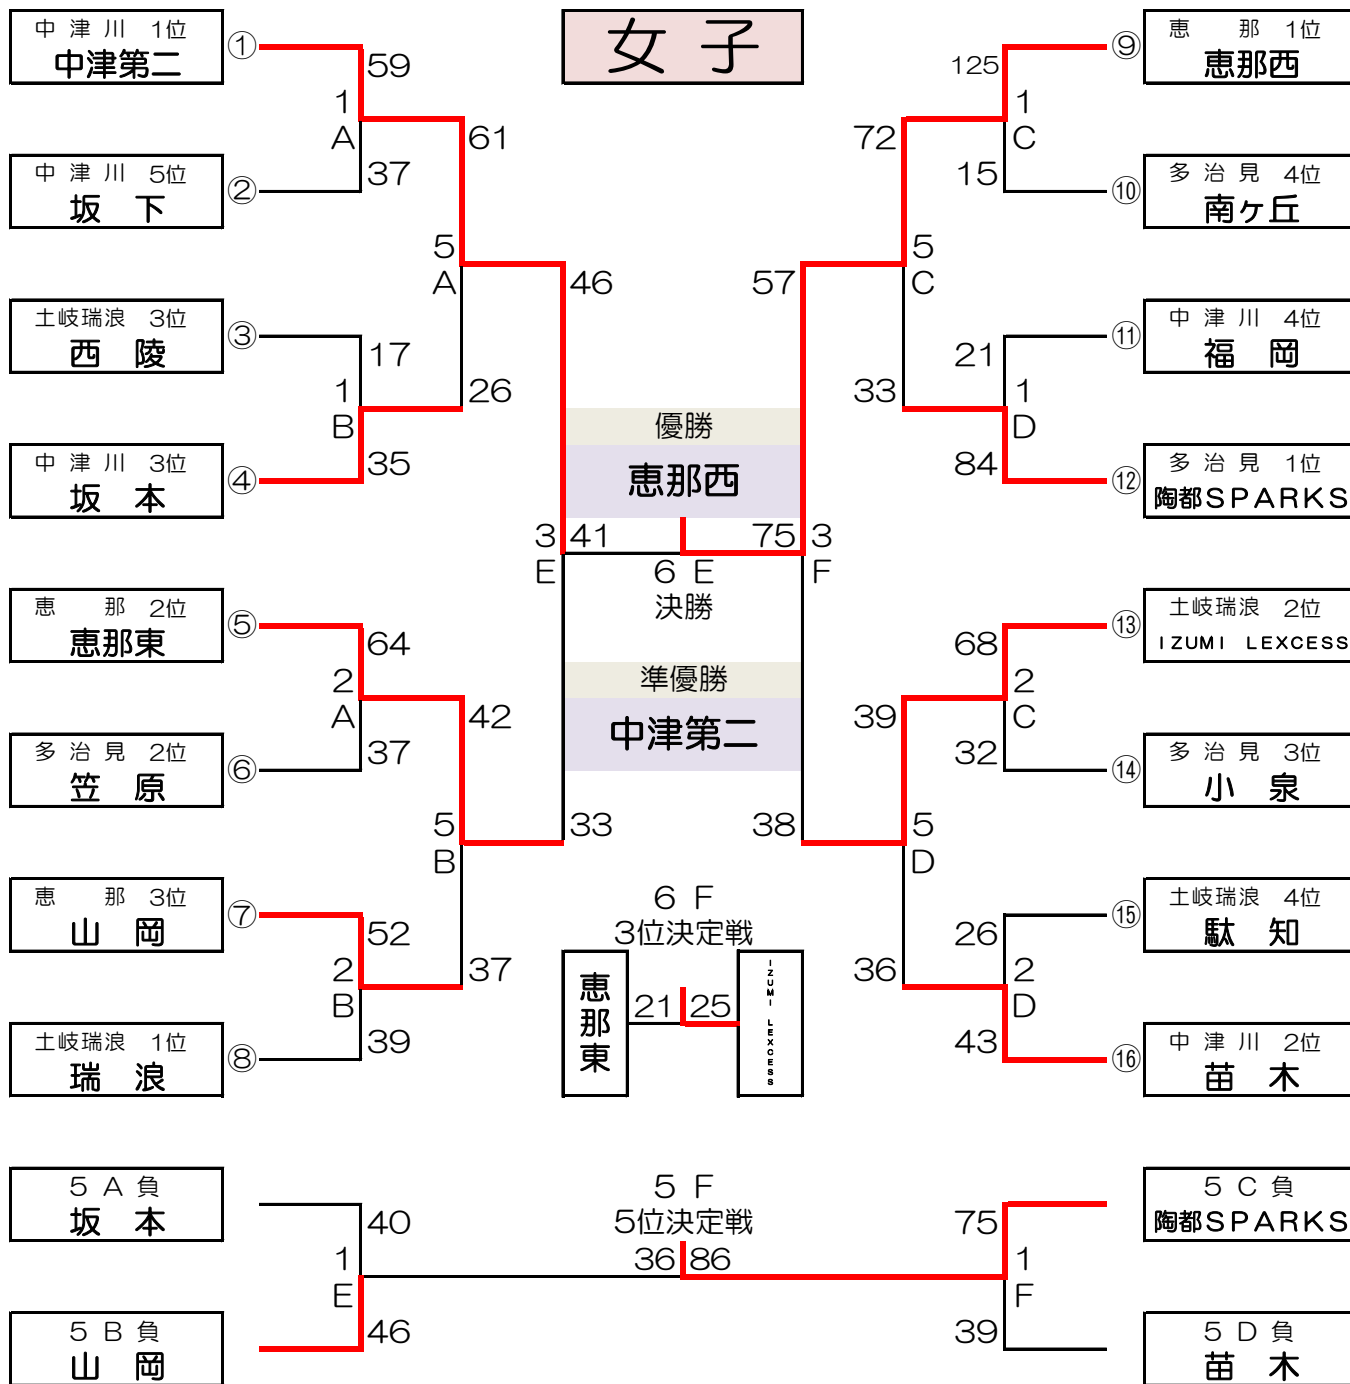 女 子
中 津 川 1位
中津第二
①
59
1
A
中 津 川 5位
坂 下
②
37
61
5
A
土岐瑞浪 3位
西 陵
③
17
1
B
26
中 津 川 3位
坂 本
④
35
46
3
E
恵 那 2位
恵那東
⑤
64
2
A
42
多 治 見 2位
笠 原
⑥
37
5
B
33
恵 那 3位
山 岡
⑦
52
2
B
37
土岐瑞浪 1位
瑞 浪
⑧
39
優勝
恵那西
41
75
6 E
決勝
準優勝
中津第二
6 F
3位決定戦
恵那東
21
25
IZUMI LEXCESS
恵 那 1位
恵那西
⑨
125
1
C
72
多 治 見 4位
南ヶ丘
⑩
15
5
C
57
中 津 川 4位
福 岡
⑪
21
1
D
33
多 治 見 1位
陶都SPARKS
⑫
84
3
F
土岐瑞浪 2位
IZUMI LEXCESS
⑬
68
2
C
39
多 治 見 3位
小 泉
⑭
32
5
D
38
土岐瑞浪 4位
駄 知
⑮
26
2
D
36
中 津 川 2位
苗 木
⑯
43
5 A 負
坂 本
40
1
E
5 B 負
山 岡
46
5 F
5位決定戦
36
86
5 C 負
陶都SPARKS
75
1
F
5 D 負
苗 木
39